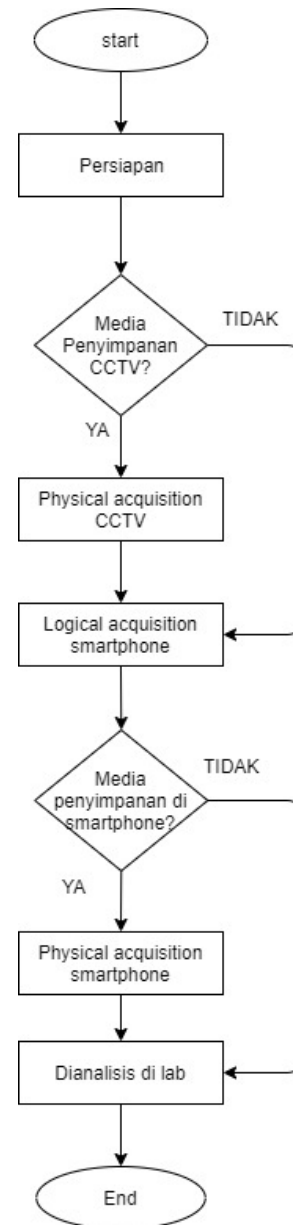 start
Persiapan
Media
Penyimpanan
CCTV?
TIDAK
YA
Physical acquisition
CCTV
Logical acquisition
smartphone
Media
penyimpanan di
smartphone?
TIDAK
YA
Physical acquisition
smartphone
Dianalisis di lab
End